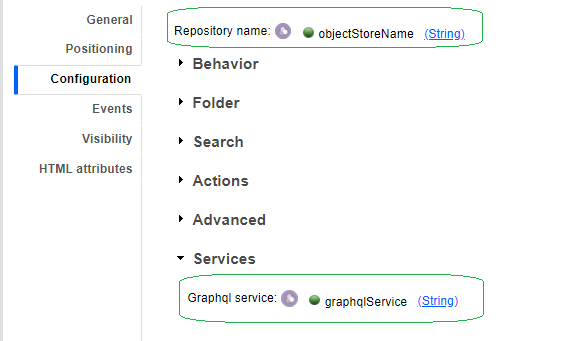 General
Positioning
Configuration
Events
Visibility
HTML attributes
Repository name: objectStoreName (String)
Behavior
Folder
Search
Actions
Advanced
Services
Graphql service: graphqlService (String)